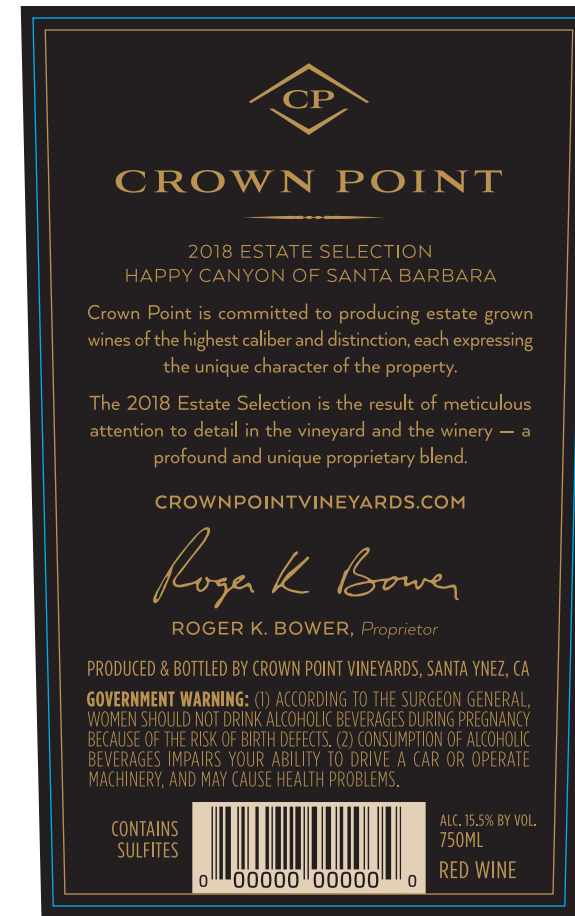 CP
CROWN POINT
2018 ESTATE SELECTION
HAPPY CANYON OF SANTA BARBARA
Crown Point is committed to producing estate grown
wines of the highest caliber and distinction, each expressing
the unique character of the property.
The 2018 Estate Selection is the result of meticulous
attention to detail in the vineyard and the winery — a
profound and unique proprietary blend.
CROWNPOINTVINEYARDS.COM
Roger K Bower
ROGER K. BOWER, Proprietor
PRODUCED & BOTTLED BY CROWN POINT VINEYARDS, SANTA YNEZ, CA
GOVERNMENT WARNING: (1) ACCORDING TO THE SURGEON GENERAL,
WOMEN SHOULD NOT DRINK ALCOHOLIC BEVERAGES DURING PREGNANCY
BECAUSE OF THE RISK OF BIRTH DEFECTS. (2) CONSUMPTION OF ALCOHOLIC
BEVERAGES IMPAIRS YOUR ABILITY TO DRIVE A CAR OR OPERATE
MACHINERY, AND MAY CAUSE HEALTH PROBLEMS.
CONTAINS
SULFITES
0 00000 00000 0
ALC. 15.5% BY VOL.
750ML
RED WINE